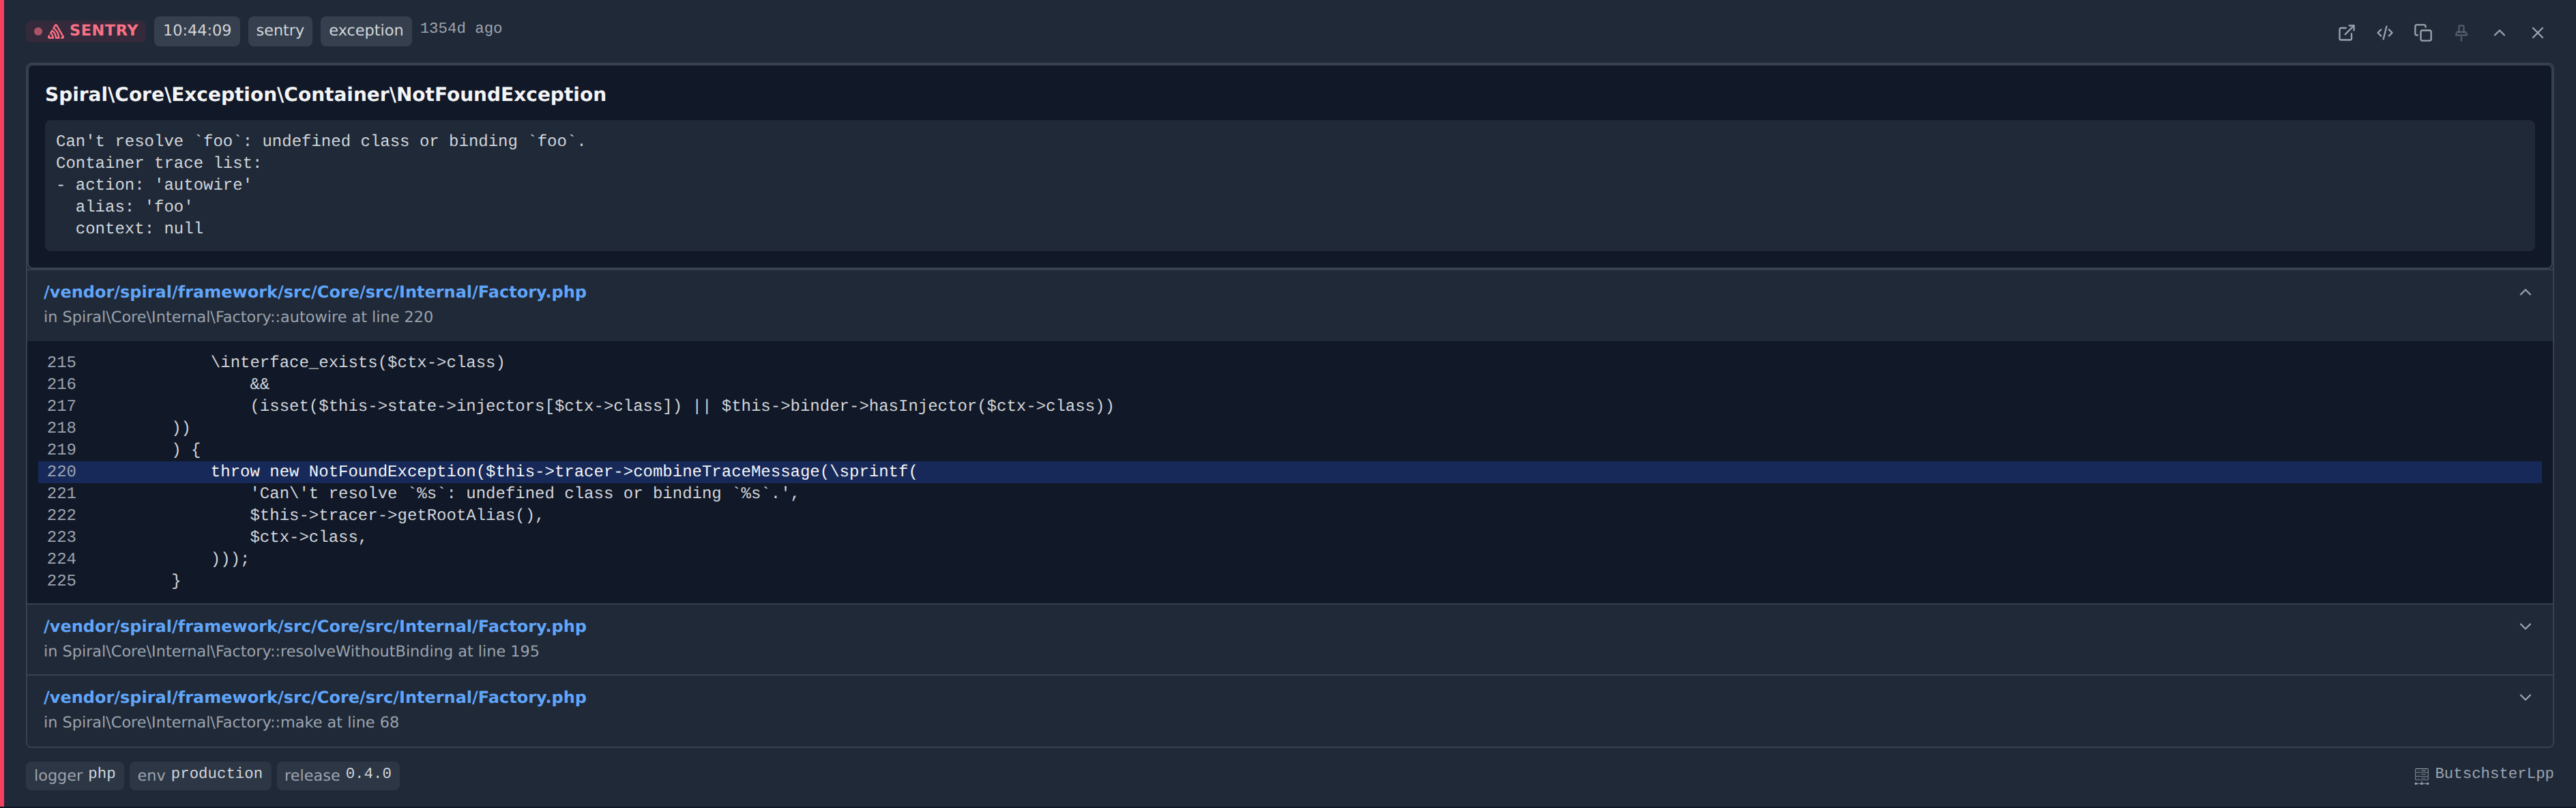 SENTRY 10:44:09 sentry exception 1354d ago
Spiral\Core\Exception\Container\NotFoundException
Can't resolve `foo`: undefined class or binding `foo`.
Container trace list:
- action: 'autowire'
  alias: 'foo'
  context: null
/vendor/spiral/framework/src/Core/src/Internal/Factory.php
in Spiral\Core\Internal\Factory::autowire at line 220
215             \interface_exists($ctx->class)
216                 &&
217                 (isset($this->state->injectors[$ctx->class]) || $this->binder->hasInjector($ctx->class))
218         ))
219         ) {
220             throw new NotFoundException($this->tracer->combineTraceMessage(\sprintf(
221                 'Can\'t resolve `%s`: undefined class or binding `%s`.',
222                 $this->tracer->getRootAlias(),
223                 $ctx->class,
224             )));
225         }
/vendor/spiral/framework/src/Core/src/Internal/Factory.php
in Spiral\Core\Internal\Factory::resolveWithoutBinding at line 195
/vendor/spiral/framework/src/Core/src/Internal/Factory.php
in Spiral\Core\Internal\Factory::make at line 68
logger php env production release 0.4.0 ButschsterLpp